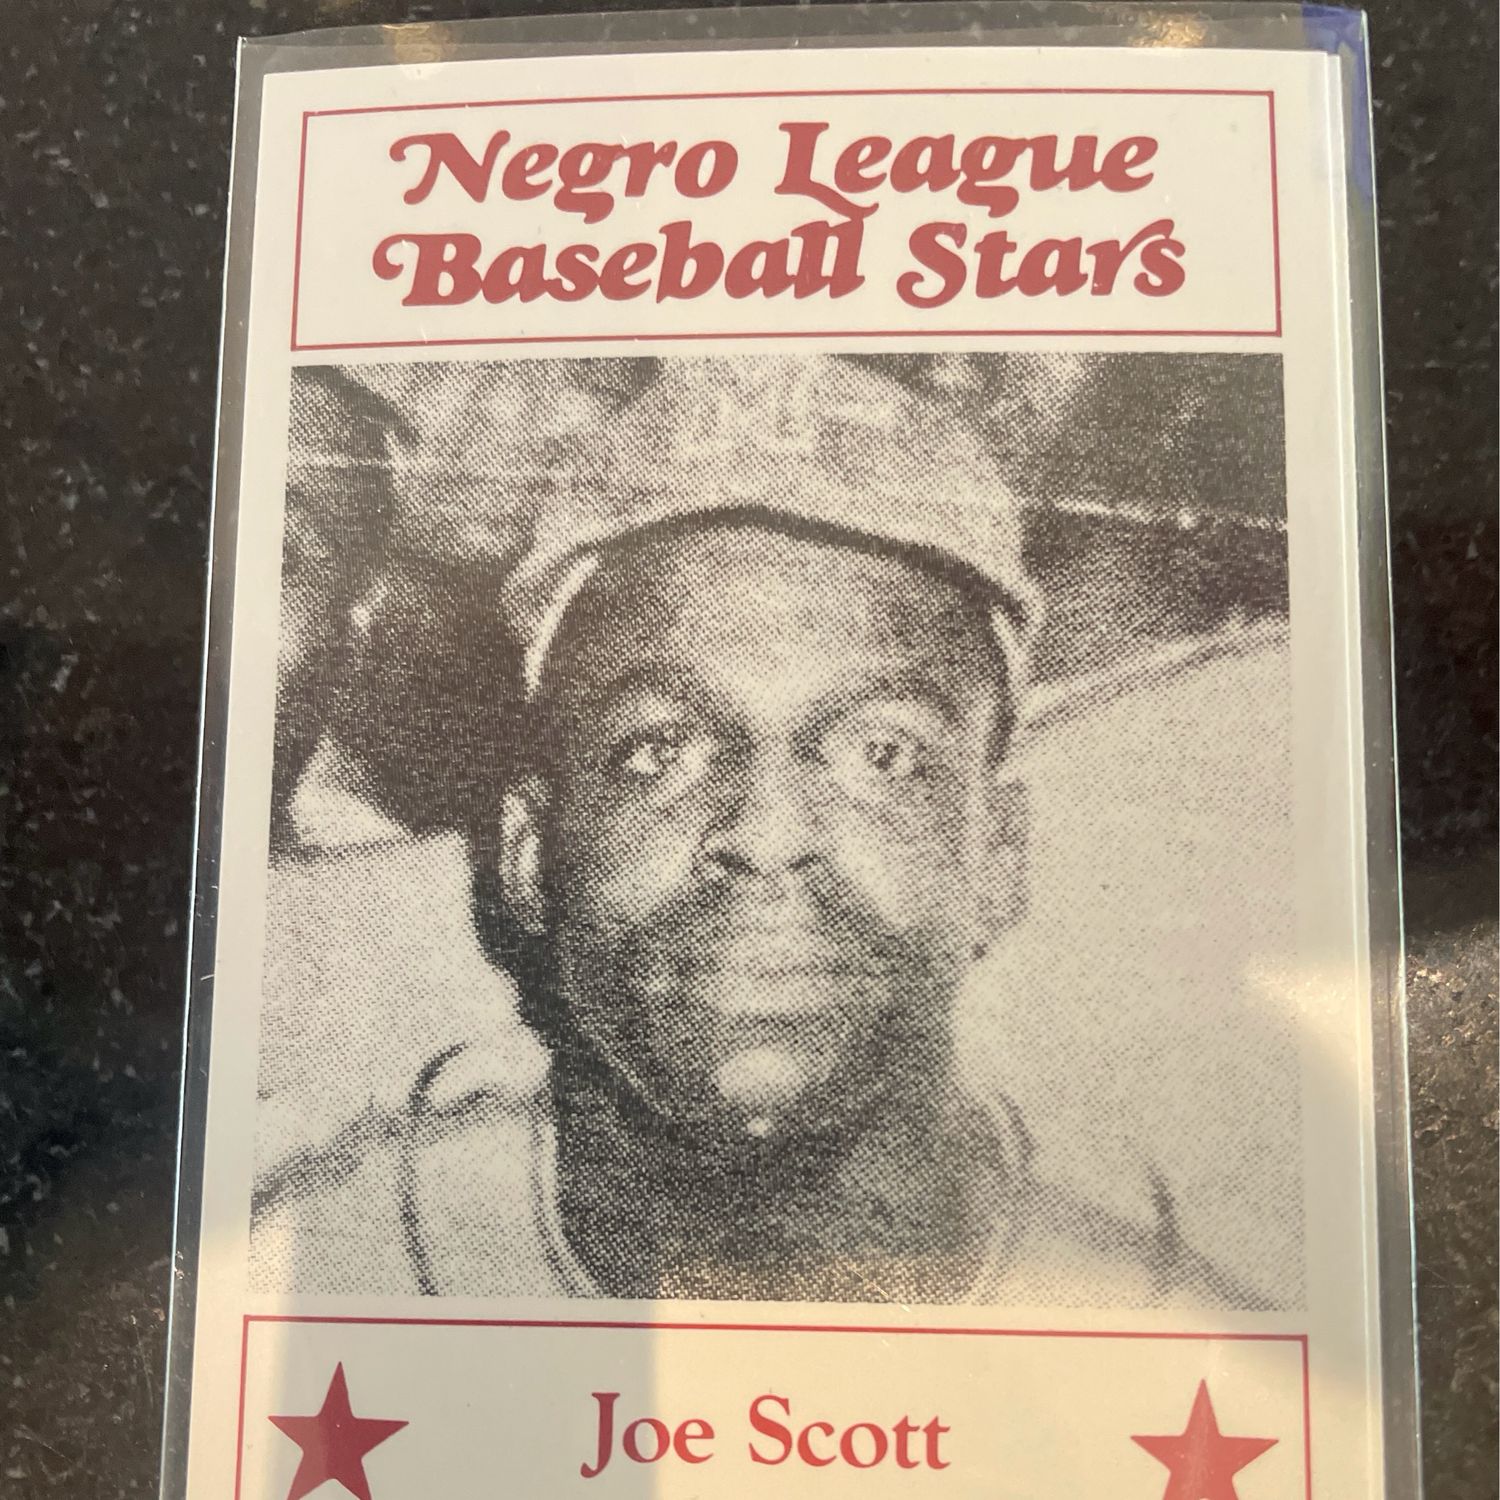 Negro League
Baseball Stars
Joe Scott